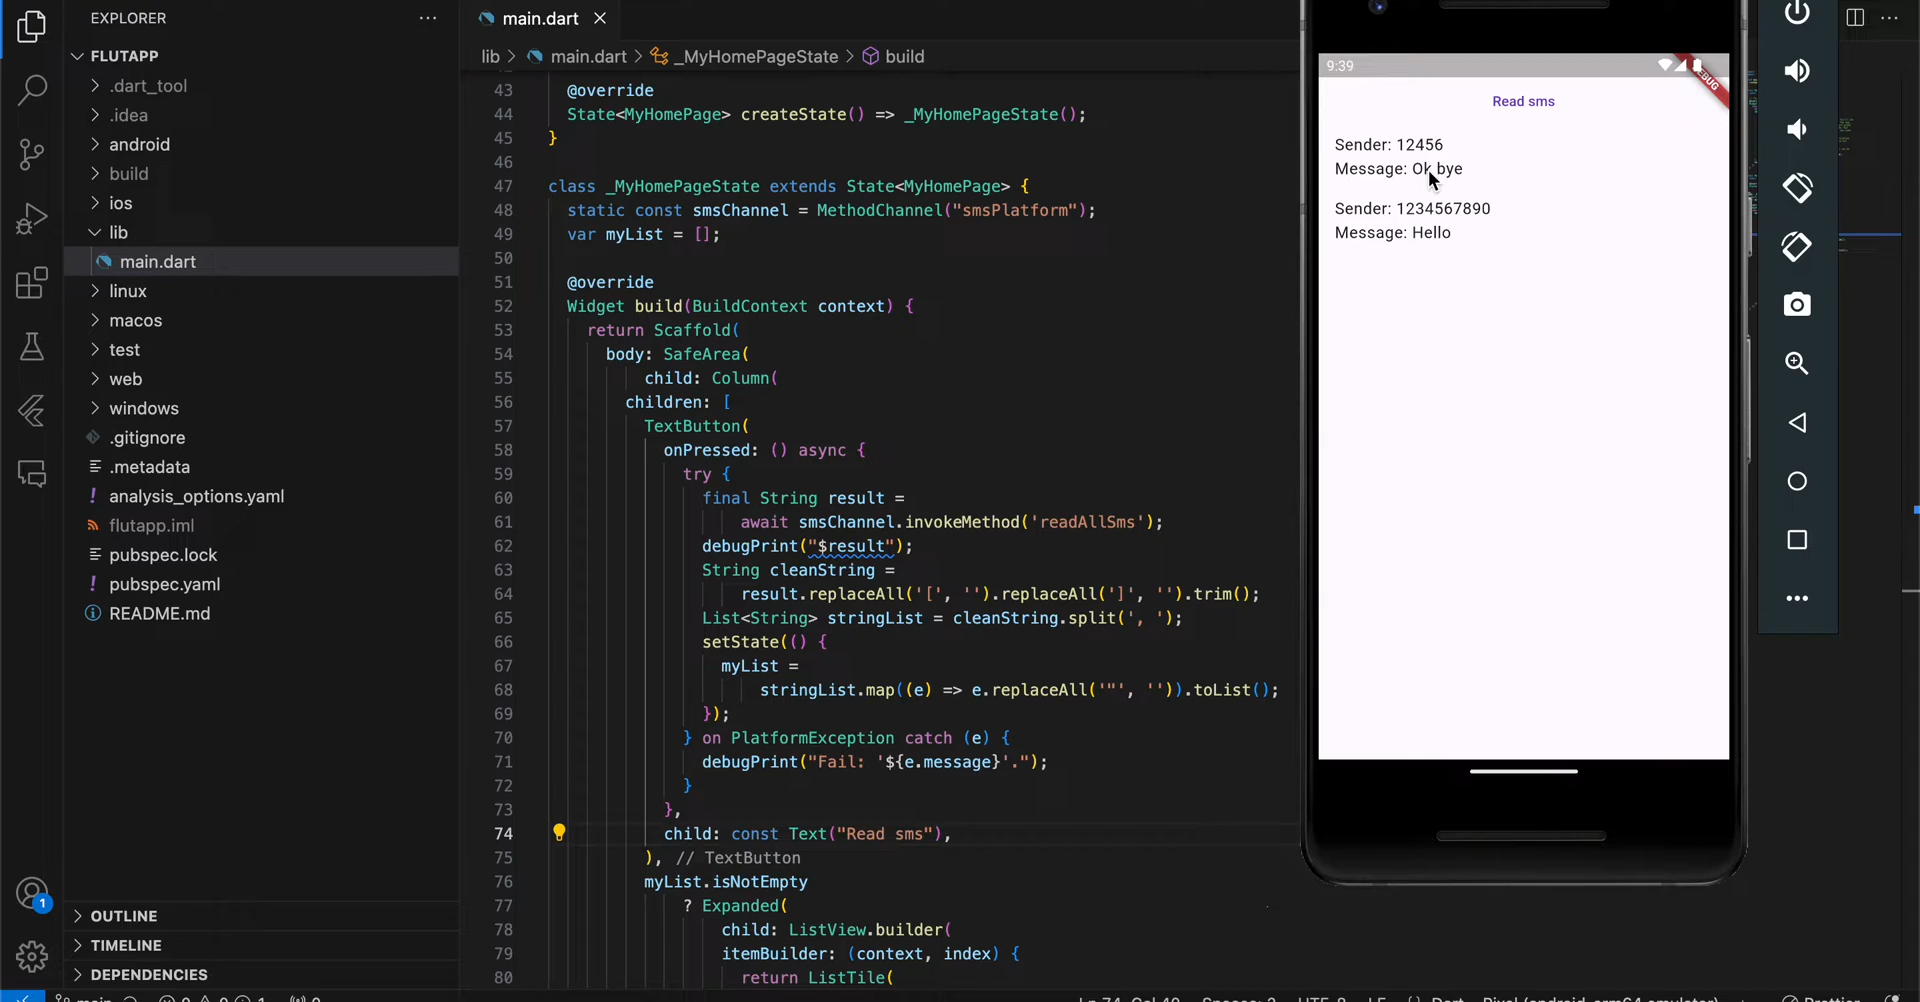 EXPLORER
FLUTAPP
.dart_tool
.idea
android
build
ios
lib
main.dart
linux
macos
test
web
windows
.gitignore
.metadata
analysis_options.yaml
flutapp.iml
pubspec.lock
pubspec.yaml
README.md
OUTLINE
TIMELINE
DEPENDENCIES
1
main.dart
lib > main.dart > _MyHomePageState > build
43 @override
44 State<MyHomePage> createState() => _MyHomePageState();
45 }
46
47 class _MyHomePageState extends State<MyHomePage> {
48 static const smsChannel = MethodChannel("smsPlatform");
49 var myList = [];
50
51 @override
52 Widget build(BuildContext context) {
53 return Scaffold(
54 body: SafeArea(
55 child: Column(
56 children: [
57 TextButton(
58 onPressed: () async {
59 try {
60 final String result =
61 await smsChannel.invokeMethod('readAllSms');
62 debugPrint("$result");
63 String cleanString =
64 result.replaceAll('[', '').replaceAll(']', '').trim();
65 List<String> stringList = cleanString.split(', ');
66 setState(() {
67 myList =
68 stringList.map((e) => e.replaceAll('"', '')).toList();
69 });
70 } on PlatformException catch (e) {
71 debugPrint("Fail: '${e.message}'.");
72 }
73 },
74 child: const Text("Read sms"),
75 ), // TextButton
76 myList.isNotEmpty
77 ? Expanded(
78 child: ListView.builder(
79 itemBuilder: (context, index) {
80 return ListTile(
9:39
Read sms
Sender: 12456
Message: Ok bye
Sender: 1234567890
Message: Hello